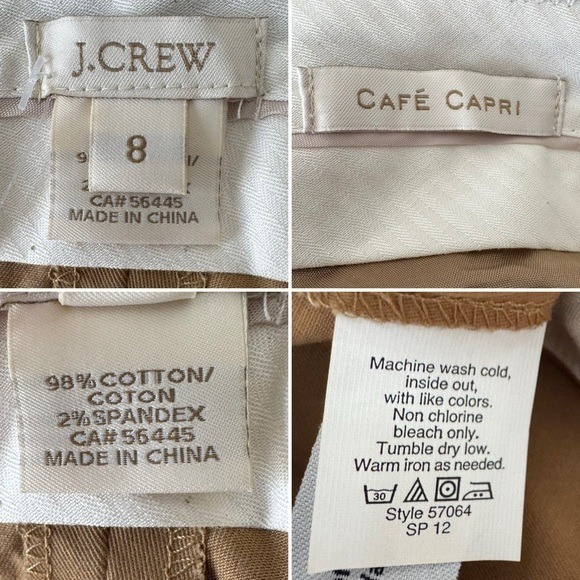 J.CREW
8
CA# 56445
MADE IN CHINA
CAFÉ CAPRI
98% COTTON/
COTON
2% SPANDEX
CA# 56445
MADE IN CHINA
Machine wash cold,
inside out,
with like colors.
Non chlorine
bleach only.
Tumble dry low.
Warm iron as needed.
30
Style 57064
SP 12